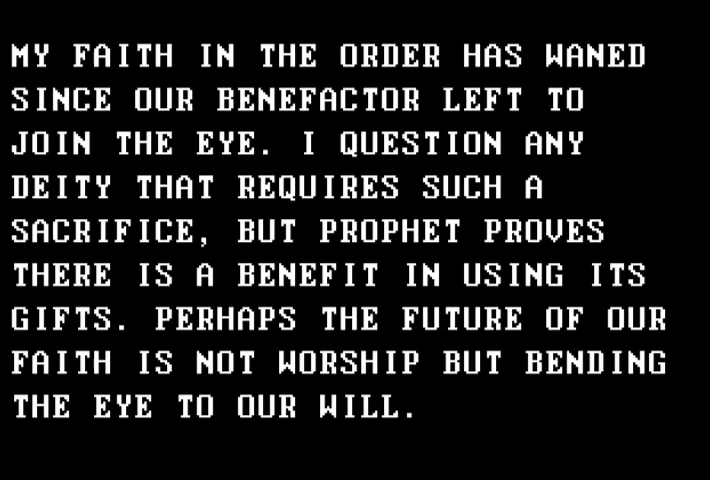 MY FAITH IN THE ORDER HAS WANED
SINCE OUR BENEFACTOR LEFT TO
JOIN THE EYE. I QUESTION ANY
DEITY THAT REQUIRES SUCH A
SACRIFICE, BUT PROPHET PROVES
THERE IS A BENEFIT IN USING ITS
GIFTS. PERHAPS THE FUTURE OF OUR
FAITH IS NOT WORSHIP BUT BENDING
THE EYE TO OUR WILL.